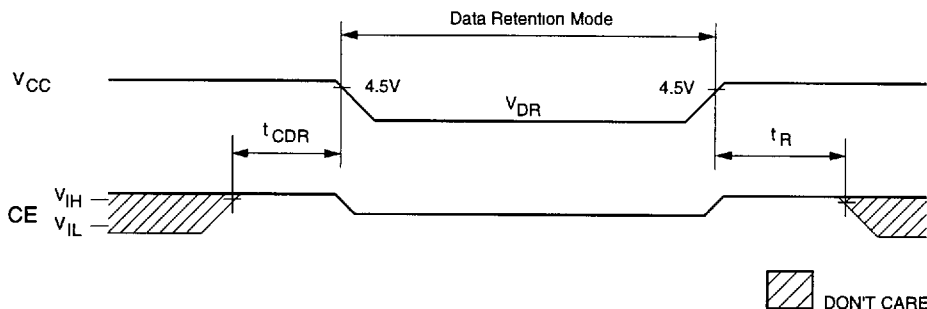 Data Retention Mode
VCC
4.5V
4.5V
VDR
tCDR
tR
VIH
CE
VIL
DON'T CARE